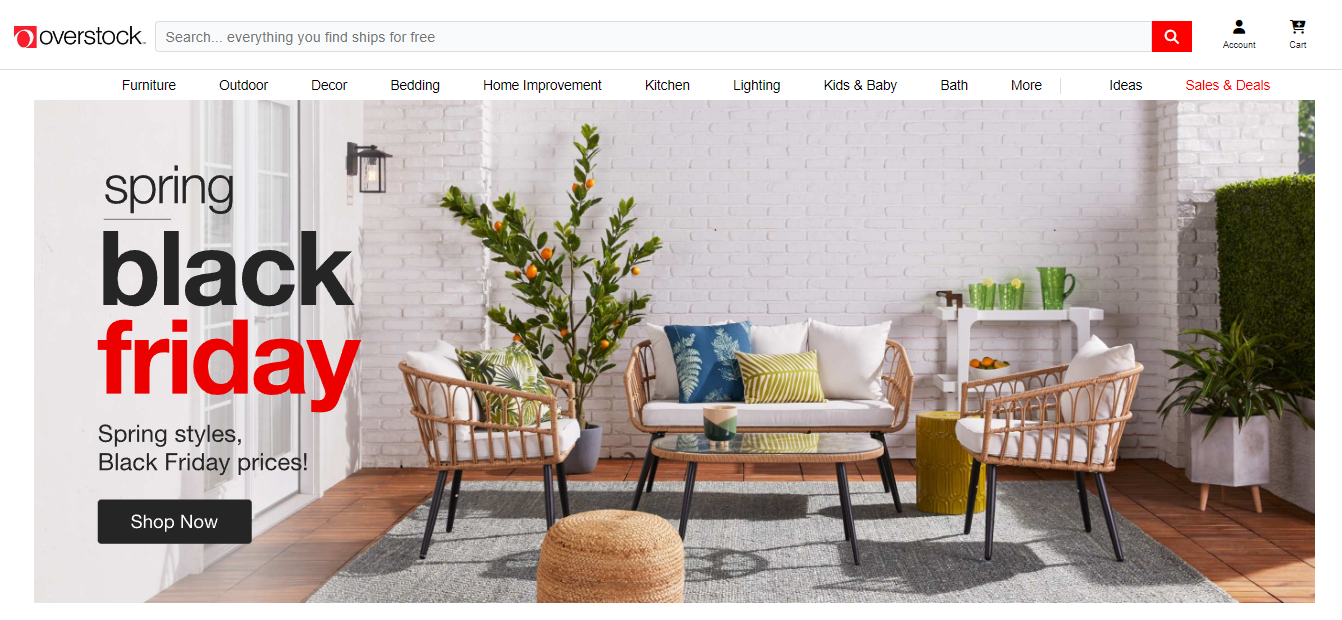 overstock
Search... everything you find ships for free
Account
Cart
Furniture
Outdoor
Decor
Bedding
Home Improvement
Kitchen
Lighting
Kids & Baby
Bath
More
Ideas
Sales & Deals
spring
black
friday
Spring styles,
Black Friday prices!
Shop Now